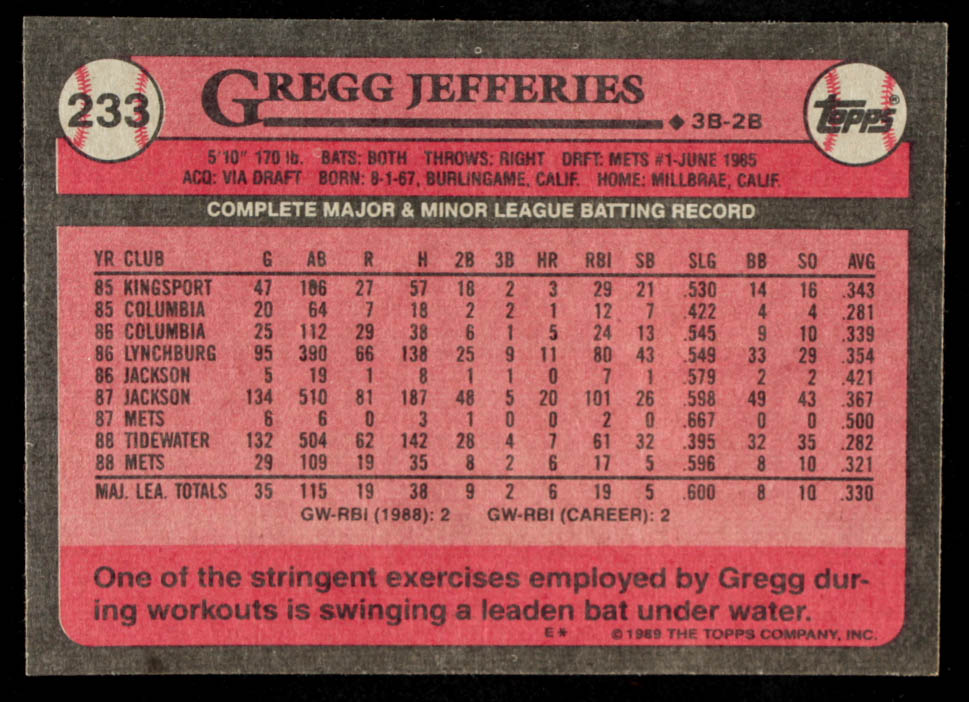 233
GREGG JEFFERIES
Topps®
◆ 3B-2B
5'10" 170 lb. BATS: BOTH THROWS: RIGHT DRFT: METS #1-JUNE 1985
ACQ: VIA DRAFT BORN: 8-1-67, BURLINGAME, CALIF. HOME: MILLBRAE, CALIF.
COMPLETE MAJOR & MINOR LEAGUE BATTING RECORD
YR CLUB G AB R H 2B 3B HR RBI SB SLG BB SO AVG
85 KINGSPORT 47 166 27 57 18 2 3 29 21 .530 14 16 .343
85 COLUMBIA 20 64 7 18 2 2 1 12 7 .422 4 4 .281
86 COLUMBIA 25 112 29 38 6 1 5 24 13 .545 9 10 .339
86 LYNCHBURG 95 390 66 138 25 9 11 80 43 .549 33 29 .354
86 JACKSON 5 19 1 8 1 1 0 7 1 .579 2 2 .421
87 JACKSON 134 510 81 187 48 5 20 101 26 .598 49 43 .367
87 METS 6 6 0 3 1 0 0 2 0 .667 0 0 .500
88 TIDEWATER 132 504 62 142 28 4 7 61 32 .395 32 35 .282
88 METS 29 109 19 35 8 2 6 17 5 .596 8 10 .321
MAJ. LEA. TOTALS 35 115 19 38 9 2 6 19 5 .600 8 10 .330
GW-RBI (1988): 2 GW-RBI (CAREER): 2
One of the stringent exercises employed by Gregg dur-
ing workouts is swinging a leaden bat under water.
E* © 1989 THE TOPPS COMPANY, INC.